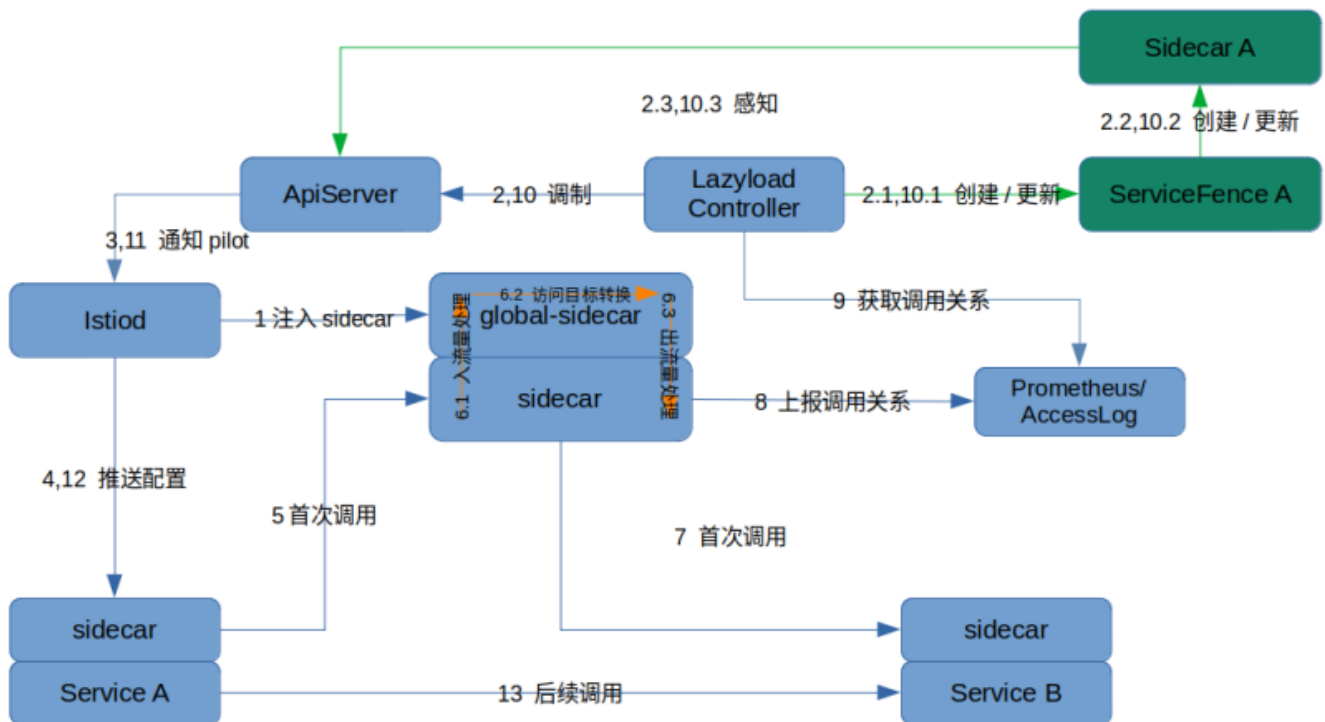 Sidecar A
2.3,10.3 感知
2.2,10.2 创建 / 更新
ApiServer
2,10 调制
Lazyload
Controller
2.1,10.1 创建 / 更新
ServiceFence A
3,11 通知 pilot
Istiod
1 注入 sidecar
6.2 访问目标转换
global-sidecar
6.1 入流量处理
6.3 出流量处理
9 获取调用关系
sidecar
8 上报调用关系
Prometheus/
AccessLog
4,12 推送配置
5 首次调用
7 首次调用
sidecar
Service A
13 后续调用
sidecar
Service B